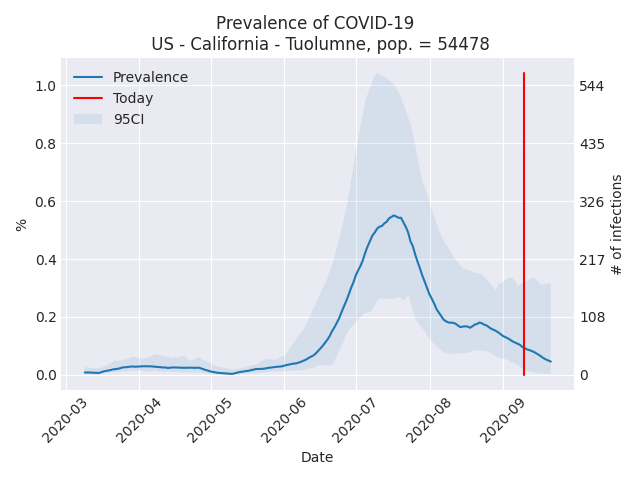 Prevalence of COVID-19
US - California - Tuolumne, pop. = 54478
Prevalence
Today
95CI
1.0
0.8
0.6
0.4
0.2
0.0
%
544
435
326
217
108
0
# of infections
2020-03
2020-04
2020-05
2020-06
2020-07
2020-08
2020-09
Date